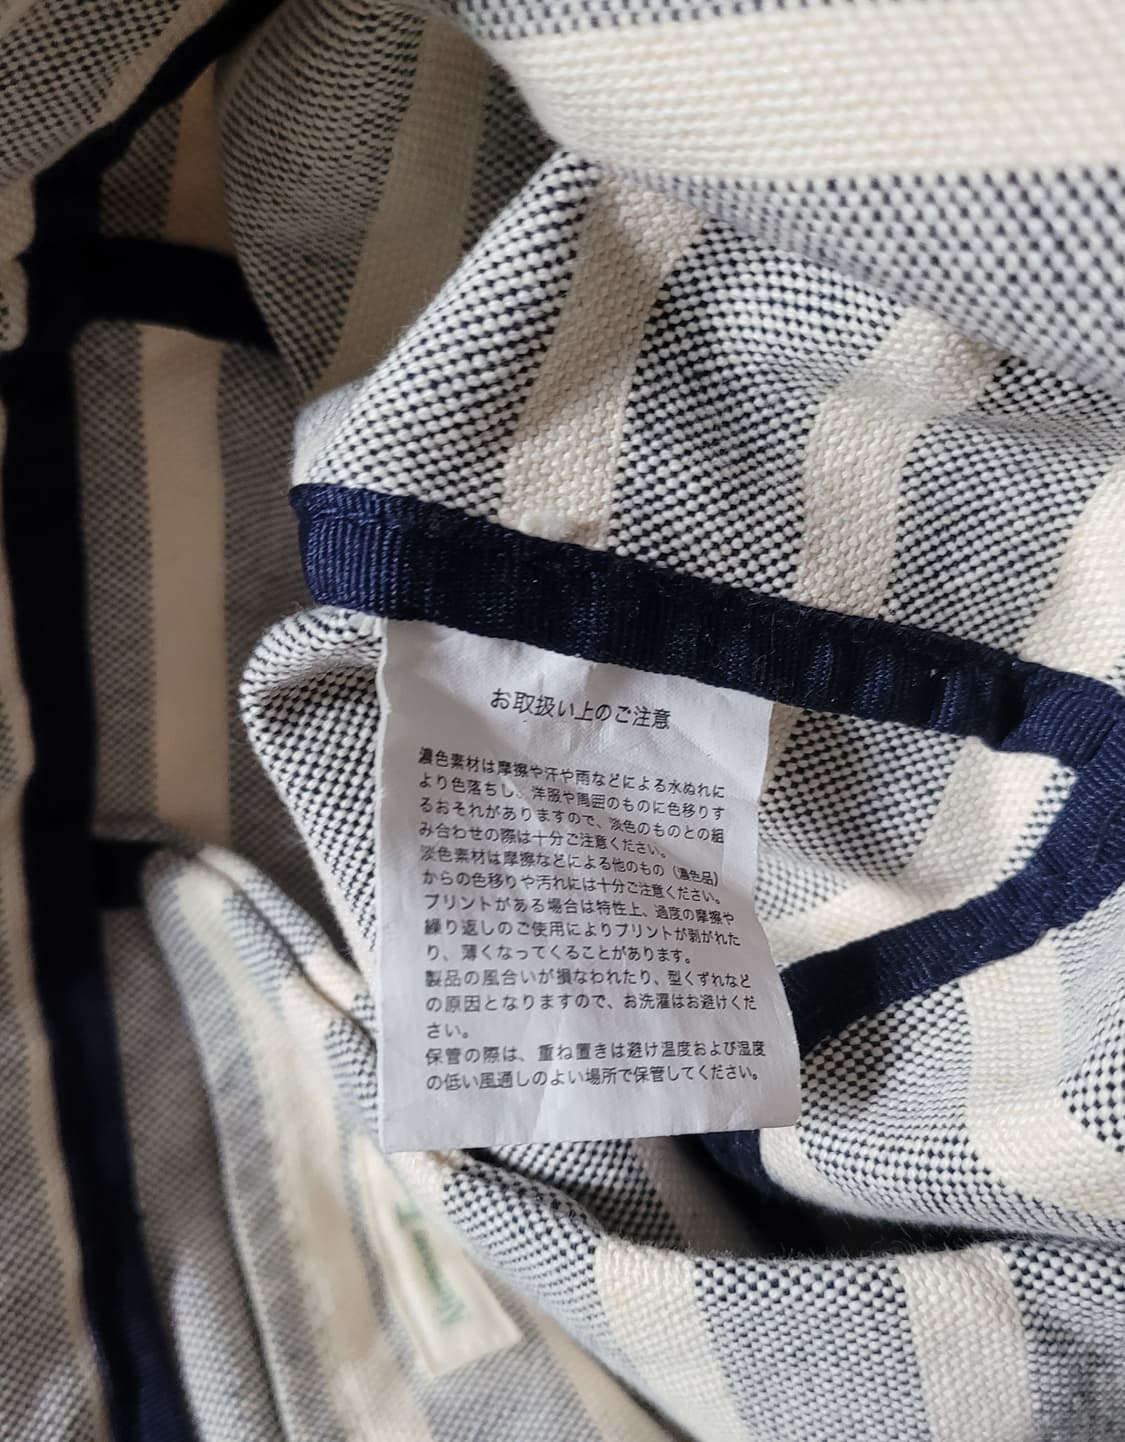 お取扱い上のご注意
濃色素材は摩擦や汗や雨などによる水ぬれに
より色落ちし、洋服や周囲のものに色移りす
るおそれがありますので、淡色のものとの組
み合わせの際は十分ご注意ください。
淡色素材は摩擦などによる他のもの（濃色品）
からの色移りや汚れには十分ご注意ください。
プリントがある場合は特性上、過度の摩擦や
繰り返しのご使用によりプリントが剥がれた
り、薄くなってくることがあります。
製品の風合いが損なわれたり、型くずれなど
の原因となりますので、お洗濯はお避けくだ
さい。
保管の際は、重ね置きは避け温度および湿度
の低い風通しのよい場所で保管してください。